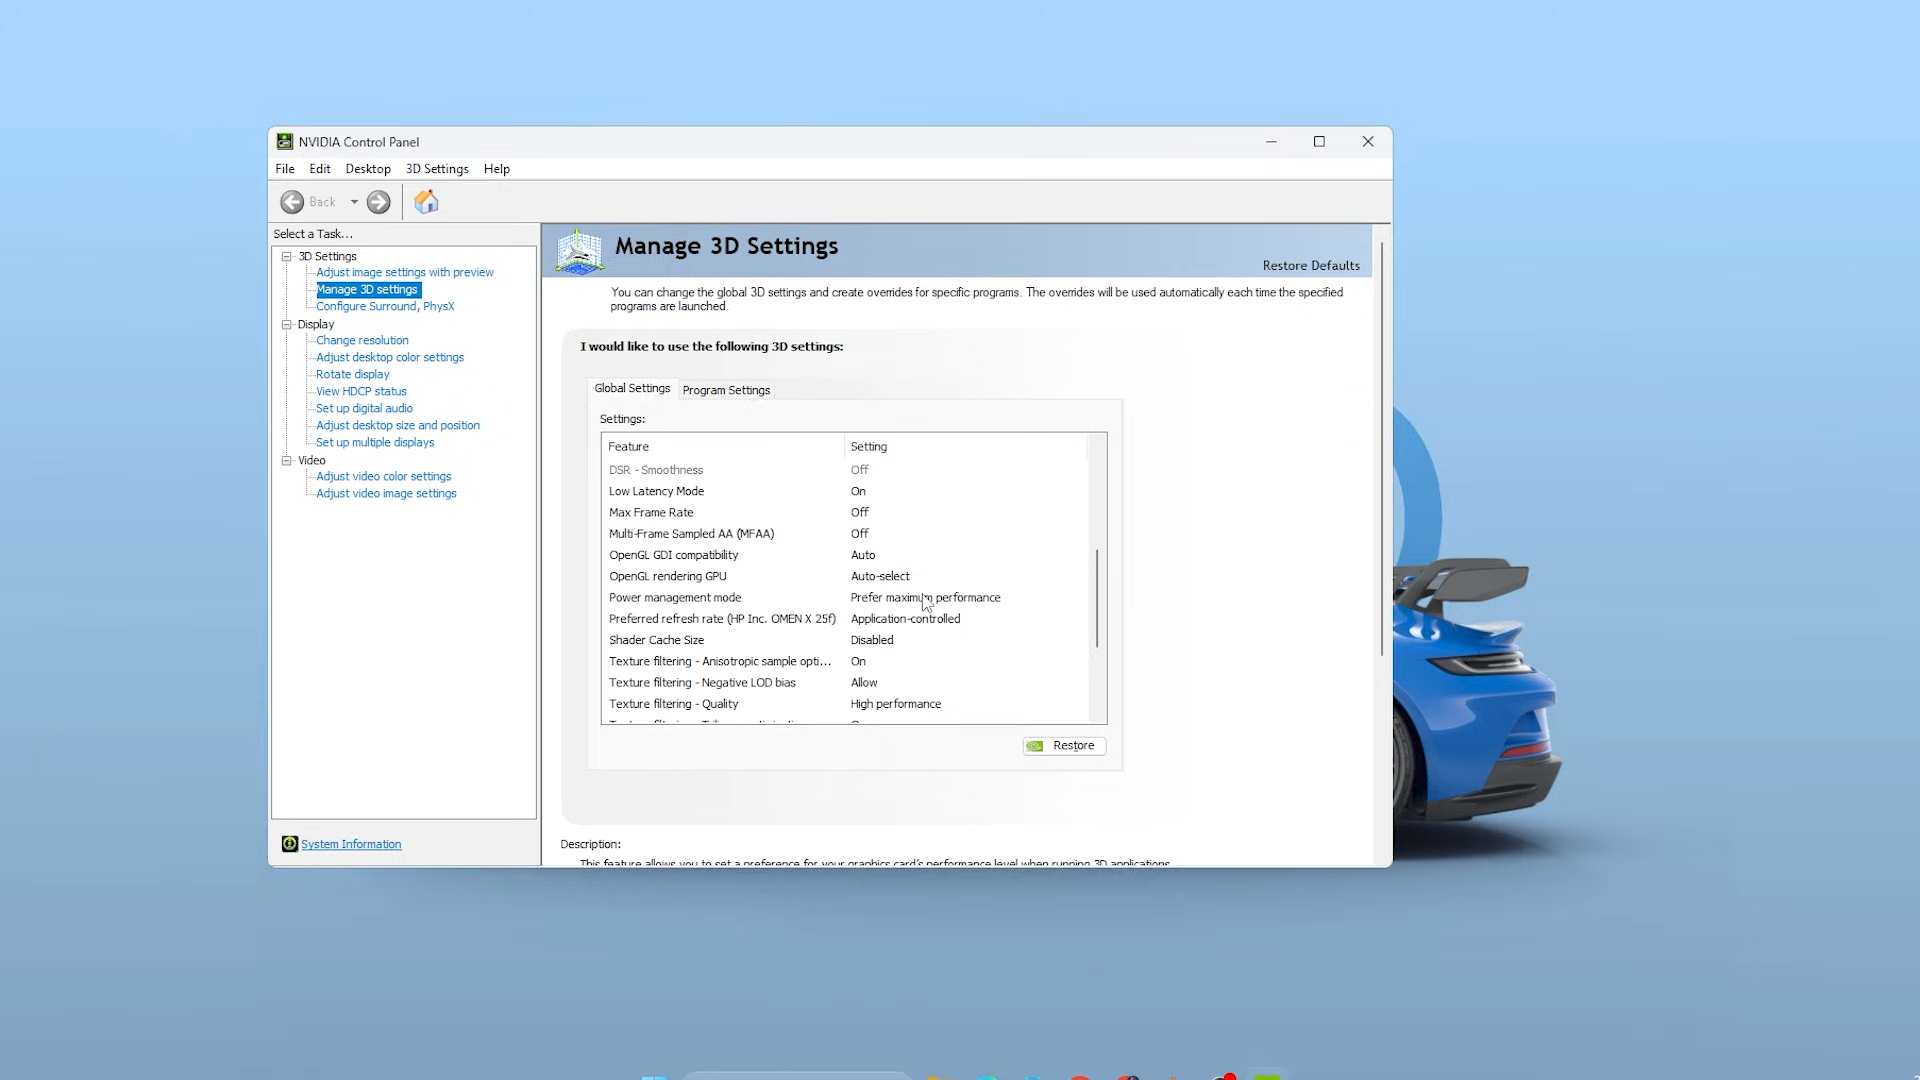 NVIDIA Control Panel
File Edit Desktop 3D Settings Help
Back
Select a Task...
3D Settings
Adjust image settings with preview
Manage 3D settings
Configure Surround, PhysX
Display
Change resolution
Adjust desktop color settings
Rotate display
View HDCP status
Set up digital audio
Adjust desktop size and position
Set up multiple displays
Video
Adjust video color settings
Adjust video image settings
System Information
Manage 3D Settings
Restore Defaults
You can change the global 3D settings and create overrides for specific programs. The overrides will be used automatically each time the specified
programs are launched.
I would like to use the following 3D settings:
Global Settings Program Settings
Settings:
Feature Setting
DSR - Smoothness Off
Low Latency Mode On
Max Frame Rate Off
Multi-Frame Sampled AA (MFAA) Off
OpenGL GDI compatibility Auto
OpenGL rendering GPU Auto-select
Power management mode Prefer maximum performance
Preferred refresh rate (HP Inc. OMEN X 25f) Application-controlled
Shader Cache Size Disabled
Texture filtering - Anisotropic sample opti... On
Texture filtering - Negative LOD bias Allow
Texture filtering - Quality High performance
Restore
Description:
This feature allows you to set a preference for your graphics card's performance level when running 3D applications.